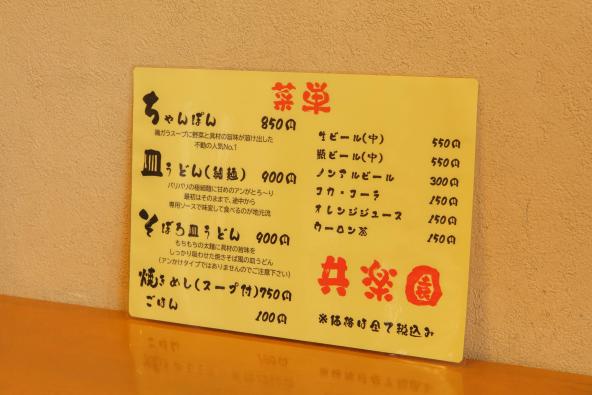 菜単
ちゃんぽん 850円
鶏ガラスープに野菜と具材の旨味が溶け出した
不動の人気No.1
皿うどん(細麺) 900円
パリパリの極細麺に甘めのアンがとろ～り
最初はそのままで、途中から
専用ソースで味変して食べるのが地元流
そぼろ皿うどん 900円
もちもちの太麺に具材の旨味を
しっかり吸わせた焼きそば風の皿うどん
(アンかけタイプではありませんのでご注意下さい)
焼きめし(スープ付) 750円
ごはん 100円
生ビール(中) 550円
瓶ビール(中) 550円
ノンアルビール 300円
コカ・コーラ 150円
オレンジジュース 150円
ウーロン茶 150円
共楽園
※価格は全て税込み